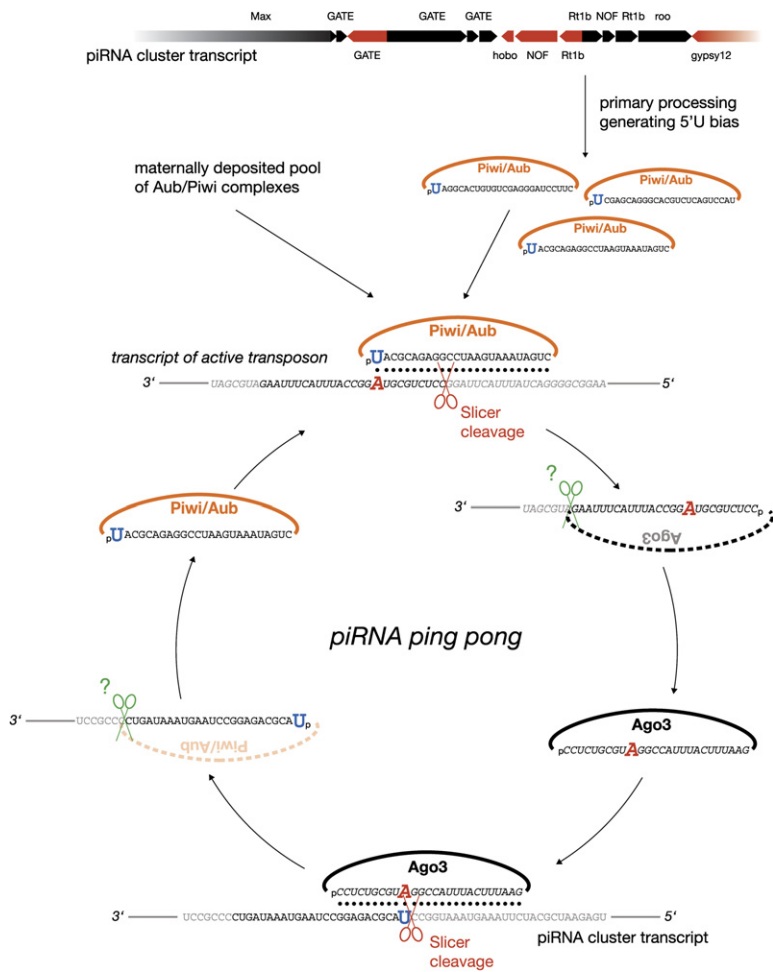 Max GATE GATE GATE Rt1b NOF Rt1b roo
piRNA cluster transcript
GATE hobo NOF Rt1b gypsy12
primary processing
generating 5'U bias
maternally deposited pool
of Aub/Piwi complexes
Piwi/Aub
pUAGGCACUGUGUCGAGGGAUCCUUC
Piwi/Aub
pUCGAGCAGGGCACGUCUCAGUCCAU
Piwi/Aub
pUACGCAGAGGCCUAAGUAAAUAGUC
Piwi/Aub
pUACGCAGAGGCCUAAGUAAAUAGUC
transcript of active transposon
3' UAGCGUAGAAUUUCAUUUACCGGAUGCGUCUCCGGAUUCAUUUAUCAGGGGCGGAA 5'
Slicer
cleavage
?
3' UAGCGUAGAAUUUCAUUUACCGGAUGCGUCUCCp
Ago3
Piwi/Aub
pUACGCAGAGGCCUAAGUAAAUAGUC
piRNA ping pong
?
3' UCCGCCCCUGAUAAAUGAAUCCGGAGACGCAUp
Piwi/Aub
Ago3
pCCUCUGCGUAGGCCAUUUACUUUAAG
Ago3
pCCUCUGCGUAGGCCAUUUACUUUAAG
3' UCCGCCCCUGAUAAAUGAAUCCGGAGACGCAUCCGGUAAAUGAAAUUCUACGCUAAGAGU 5'
Slicer
cleavage
piRNA cluster transcript